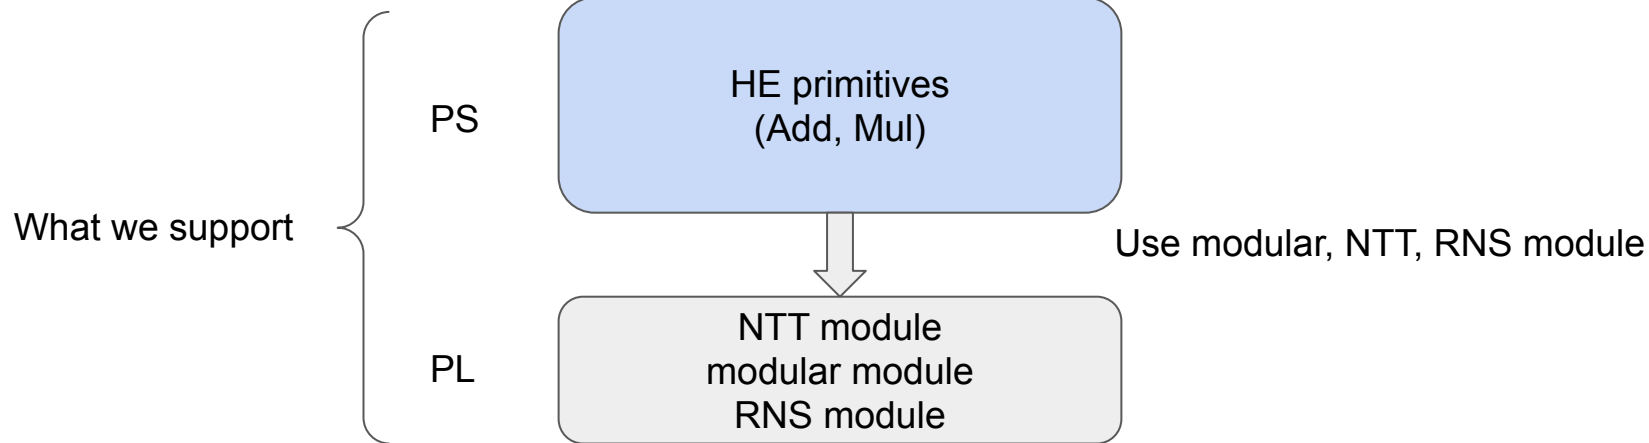 HE primitives
(Add, Mul)
PS
What we support
Use modular, NTT, RNS module
NTT module
PL
modular module
RNS module